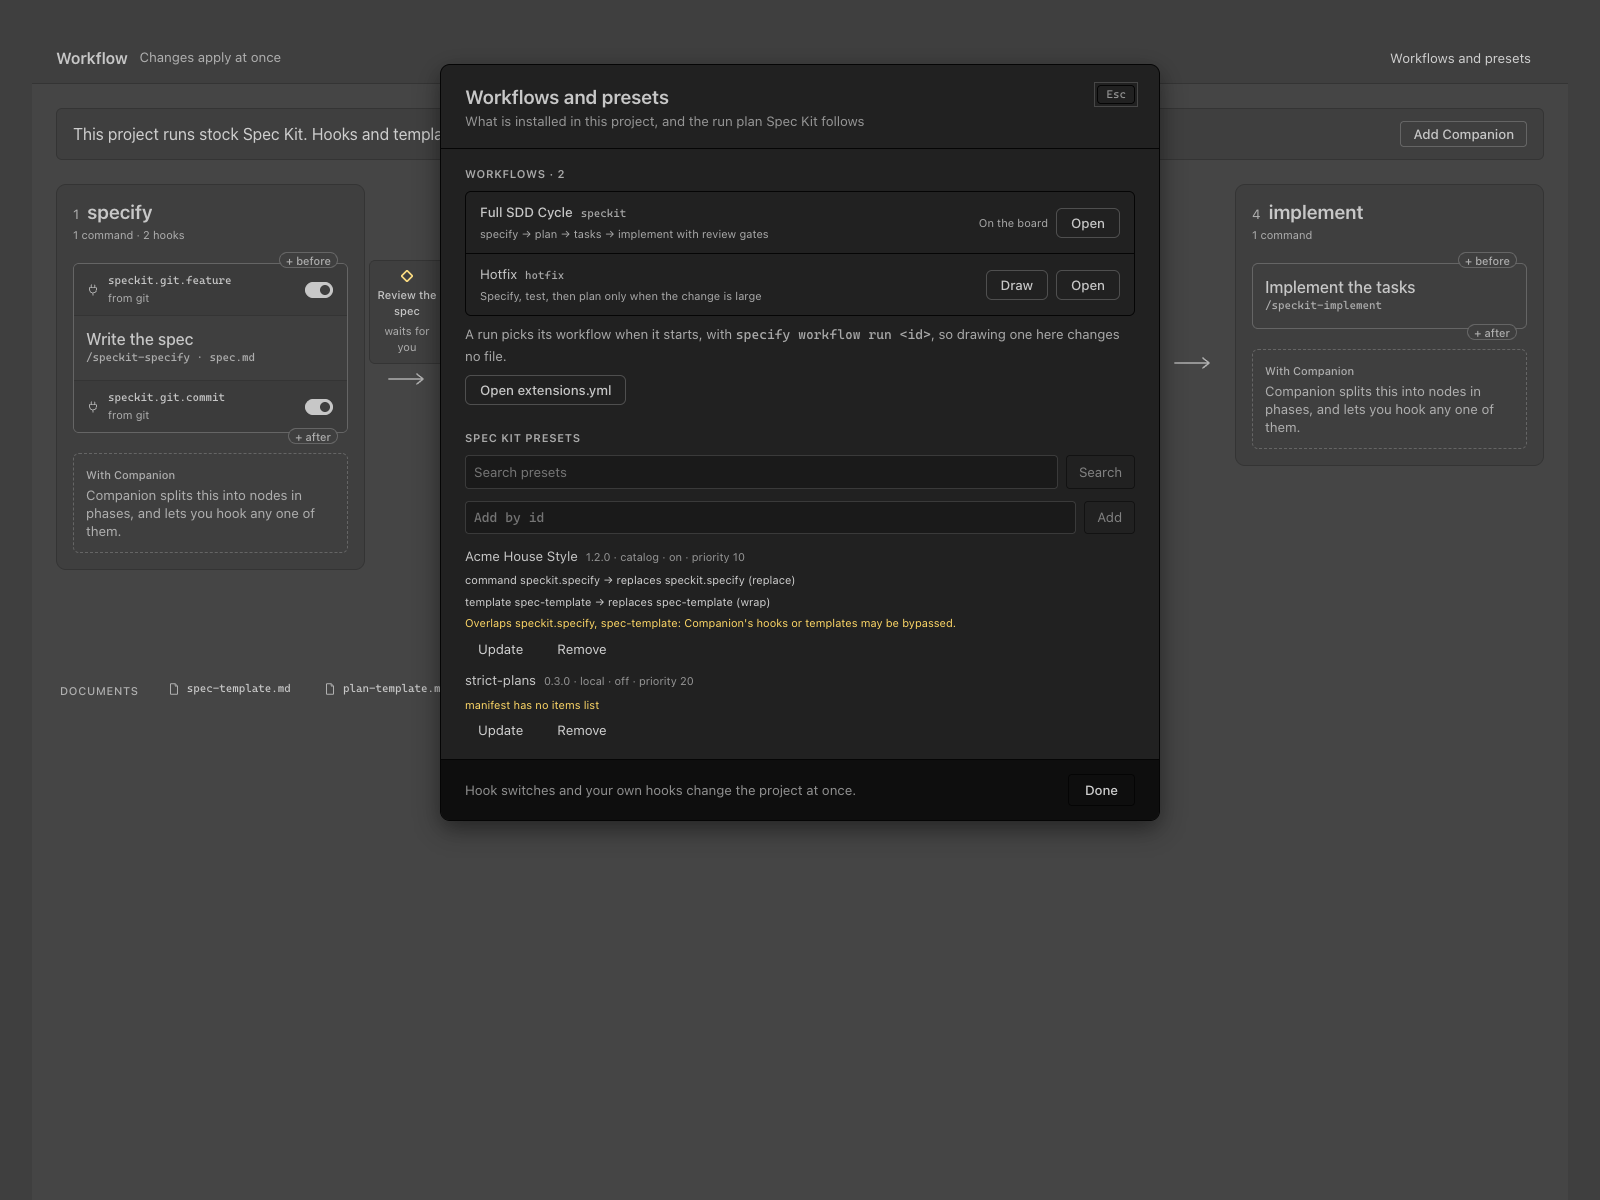 Workflow
Changes apply at once
Workflows and presets
This project runs stock Spec Kit. Hooks and templa
Add Companion
1 specify
1 command · 2 hooks
+ before
speckit.git.feature
from git
Write the spec
/speckit-specify · spec.md
speckit.git.commit
from git
+ after
With Companion
Companion splits this into nodes in
phases, and lets you hook any one of
them.
Review the
spec
waits for
you
Workflows and presets
Esc
What is installed in this project, and the run plan Spec Kit follows
WORKFLOWS · 2
Full SDD Cycle speckit
specify → plan → tasks → implement with review gates
On the board
Open
Hotfix hotfix
Specify, test, then plan only when the change is large
Draw
Open
A run picks its workflow when it starts, with specify workflow run <id>, so drawing one here changes
no file.
Open extensions.yml
SPEC KIT PRESETS
Search presets
Search
Add by id
Add
Acme House Style 1.2.0 · catalog · on · priority 10
command speckit.specify → replaces speckit.specify (replace)
template spec-template → replaces spec-template (wrap)
Overlaps speckit.specify, spec-template: Companion's hooks or templates may be bypassed.
Update
Remove
strict-plans 0.3.0 · local · off · priority 20
manifest has no items list
Update
Remove
Hook switches and your own hooks change the project at once.
Done
4 implement
1 command
+ before
Implement the tasks
/speckit-implement
+ after
With Companion
Companion splits this into nodes in
phases, and lets you hook any one of
them.
DOCUMENTS
spec-template.md
plan-template.m